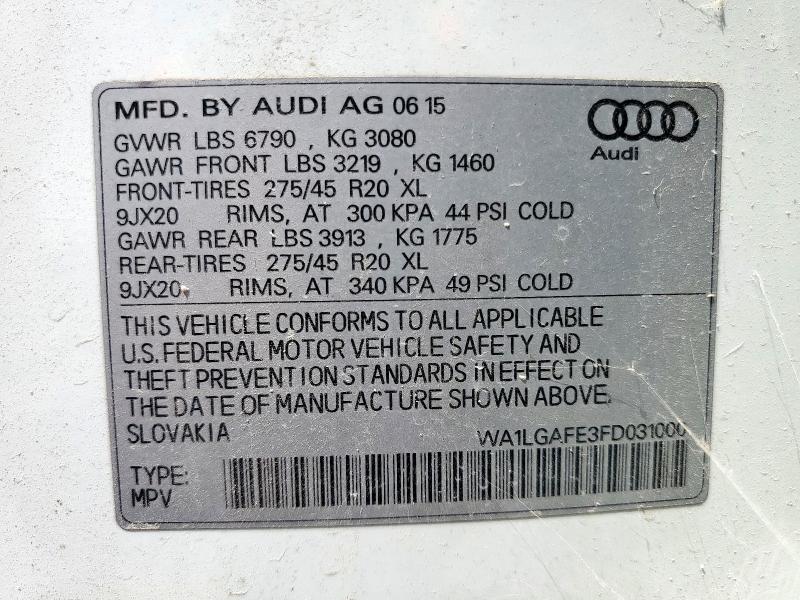 MFD. BY AUDI AG 06 15
Audi
GVWR LBS 6790 , KG 3080
GAWR FRONT LBS 3219 , KG 1460
FRONT-TIRES 275/45 R20 XL
9JX20 RIMS, AT 300 KPA 44 PSI COLD
GAWR REAR LBS 3913 , KG 1775
REAR-TIRES 275/45 R20 XL
9JX20 RIMS, AT 340 KPA 49 PSI COLD
THIS VEHICLE CONFORMS TO ALL APPLICABLE
U.S. FEDERAL MOTOR VEHICLE SAFETY AND
THEFT PREVENTION STANDARDS IN EFFECT ON
THE DATE OF MANUFACTURE SHOWN ABOVE.
SLOVAKIA WA1LGAFE3FD031000
TYPE:
MPV